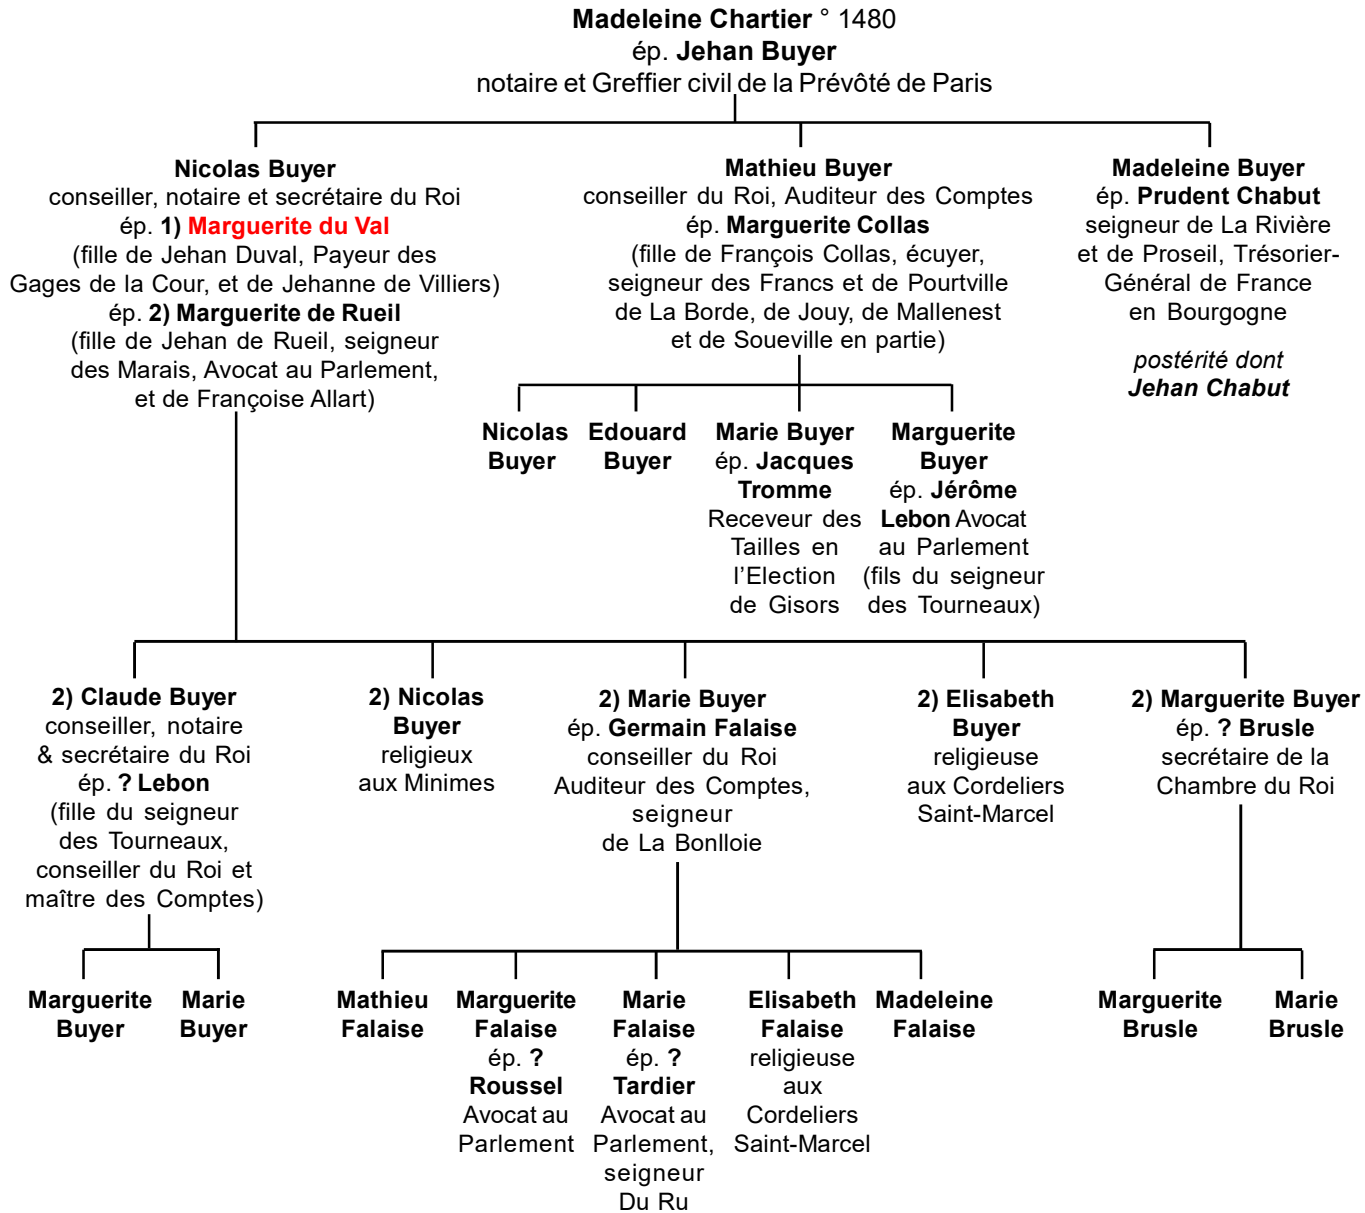 Madeleine Chartier ° 1480
ép. Jehan Buyer
notaire et Greffier civil de la Prévôté de Paris
Nicolas Buyer
conseiller, notaire et secrétaire du Roi
ép. 1) Marguerite du Val
(fille de Jehan Duval, Payeur des
Gages de la Cour, et de Jehanne de Villiers)
ép. 2) Marguerite de Rueil
(fille de Jehan de Rueil, seigneur
des Marais, Avocat au Parlement,
et de Françoise Allart)
Mathieu Buyer
conseiller du Roi, Auditeur des Comptes
ép. Marguerite Collas
(fille de François Collas, écuyer,
seigneur des Francs et de Pourtville
de La Borde, de Jouy, de Mallenest
et de Soueville en partie)
Madeleine Buyer
ép. Prudent Chabut
seigneur de La Rivière
et de Proseil, Trésorier-
Général de France
en Bourgogne
postérité dont
Jehan Chabut
Nicolas
Buyer
Edouard
Buyer
Marie Buyer
ép. Jacques
Tromme
Receveur des
Tailles en
l'Election
de Gisors
Marguerite
Buyer
ép. Jérôme
Lebon Avocat
au Parlement
(fils du seigneur
des Tourneaux)
2) Claude Buyer
conseiller, notaire
& secrétaire du Roi
ép. ? Lebon
(fille du seigneur
des Tourneaux,
conseiller du Roi et
maître des Comptes)
2) Nicolas
Buyer
religieux
aux Minimes
2) Marie Buyer
ép. Germain Falaise
conseiller du Roi
Auditeur des Comptes,
seigneur
de La Bonlloie
2) Elisabeth
Buyer
religieuse
aux Cordeliers
Saint-Marcel
2) Marguerite Buyer
ép. ? Brusle
secrétaire de la
Chambre du Roi
Marguerite
Buyer
Marie
Buyer
Mathieu
Falaise
Marguerite
Falaise
ép. ?
Roussel
Avocat au
Parlement
Marie
Falaise
ép. ?
Tardier
Avocat au
Parlement,
seigneur
Du Ru
Elisabeth
Falaise
religieuse
aux
Cordeliers
Saint-Marcel
Madeleine
Falaise
Marguerite
Brusle
Marie
Brusle